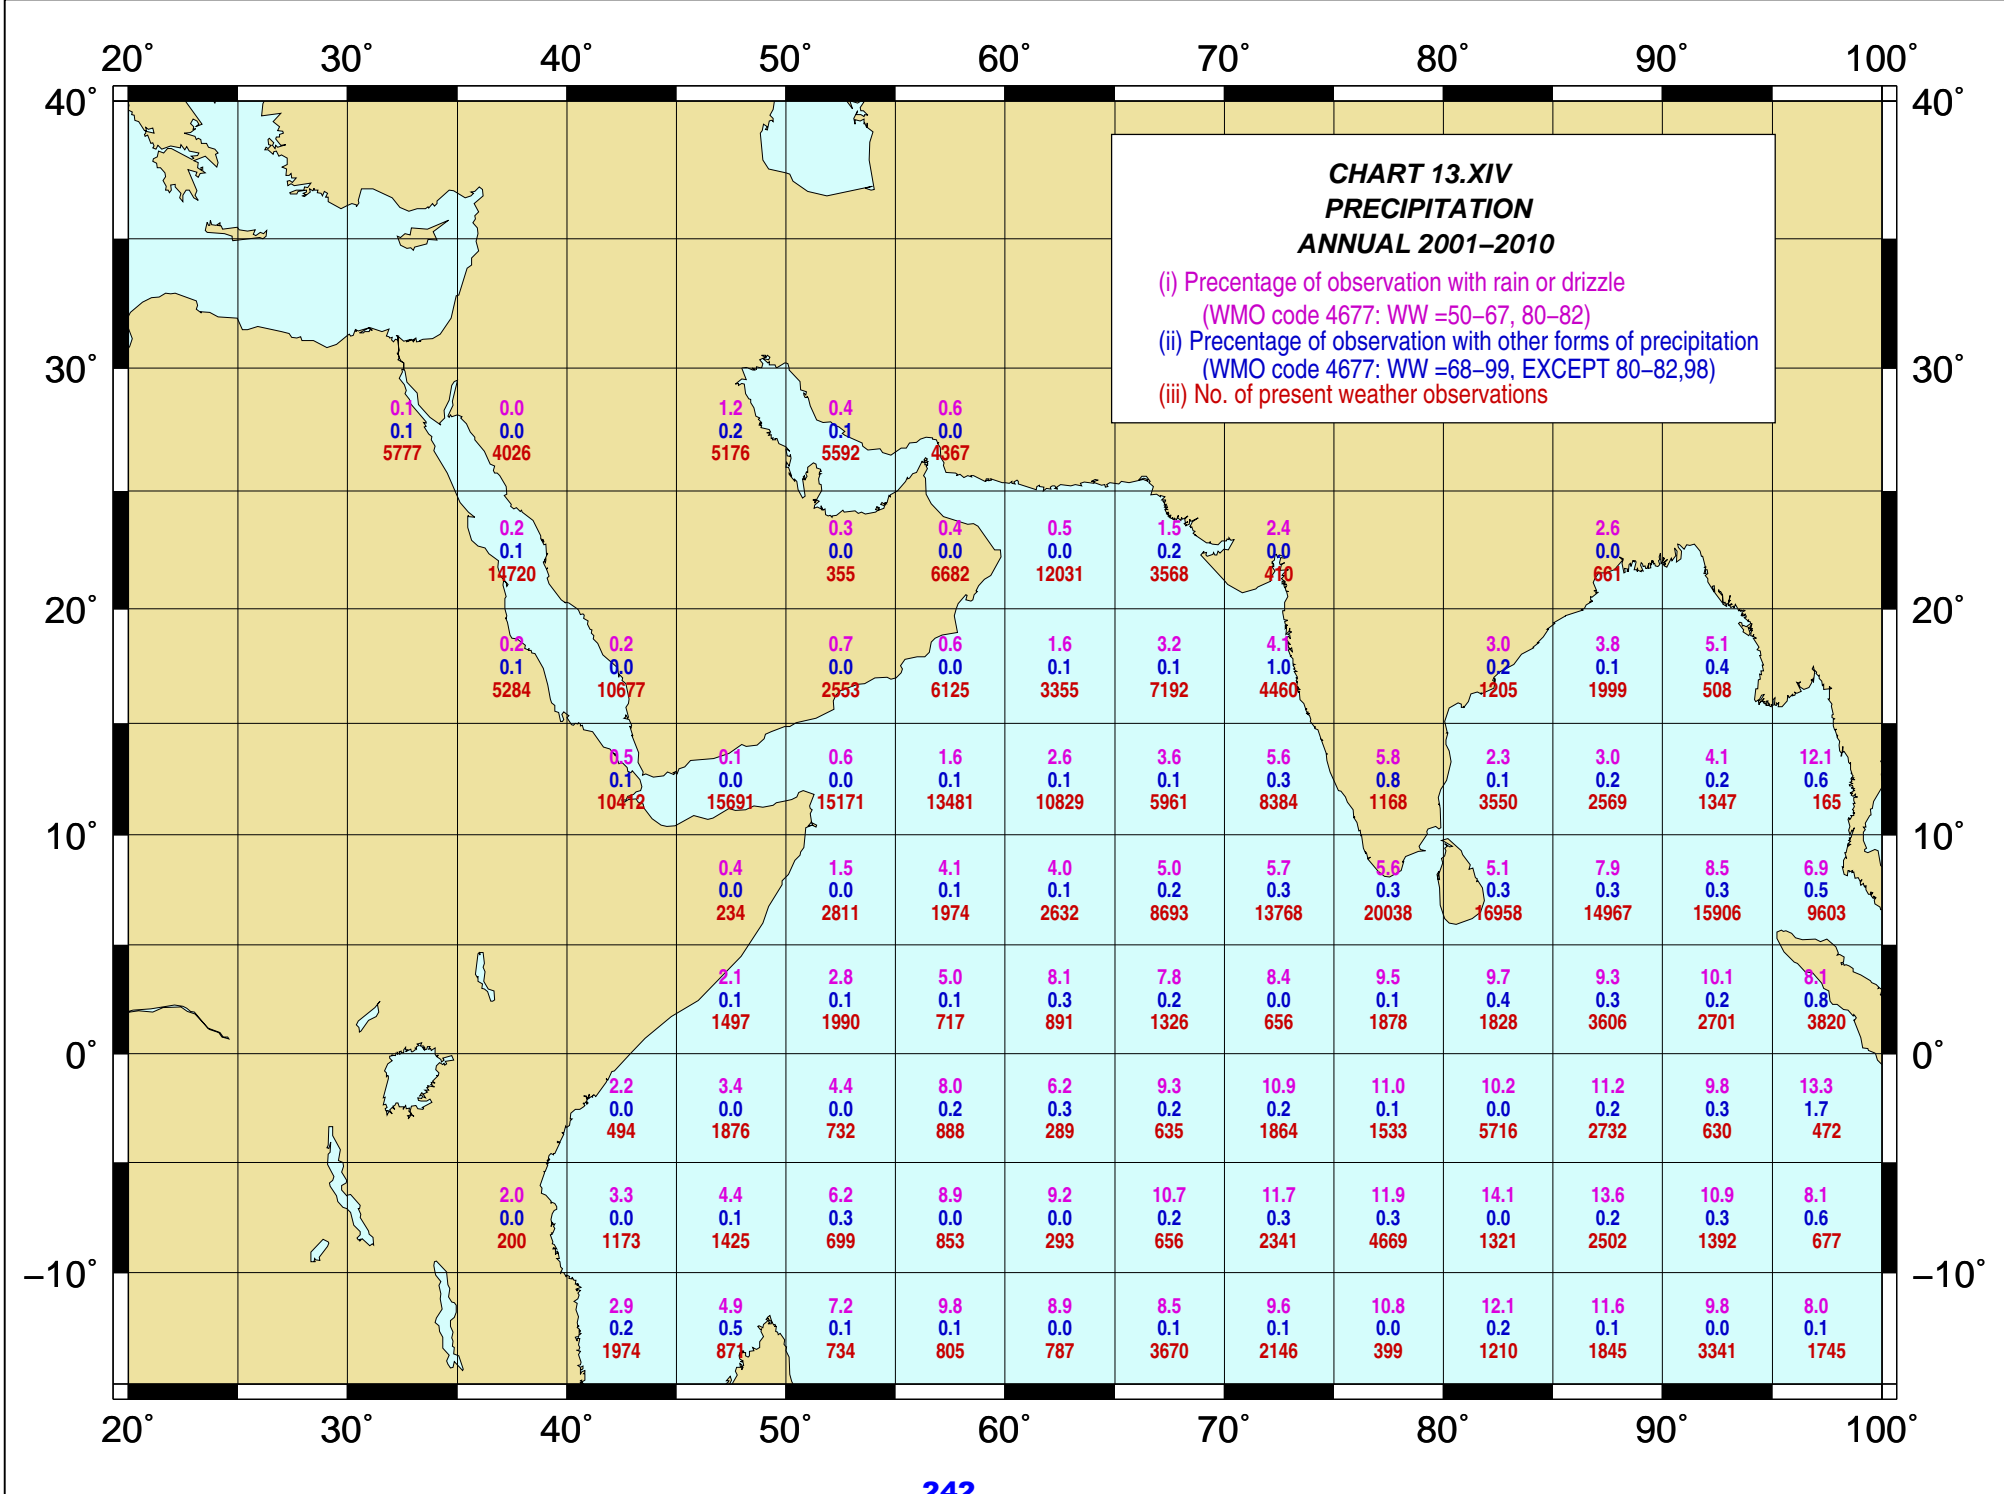 20° 30° 40° 50° 60° 70° 80° 90° 100°
40° 40°
CHART 13.XIV
PRECIPITATION
ANNUAL 2001–2010
(i) Precentage of observation with rain or drizzle
(WMO code 4677: WW =50–67, 80–82)
(ii) Precentage of observation with other forms of precipitation
(WMO code 4677: WW =68–99, EXCEPT 80–82,98)
(iii) No. of present weather observations
30° 30°
0.1 0.0 1.2 0.4 0.6
0.1 0.0 0.2 0.1 0.0
5777 4026 5176 5592 4367
0.2 0.3 0.4 0.5 1.5 2.4 2.6
0.1 0.0 0.0 0.0 0.2 0.0 0.0
14720 355 6682 12031 3568 410 661
20° 20°
0.2 0.2 0.7 0.6 1.6 3.2 4.1 3.0 3.8 5.1
0.1 0.0 0.0 0.0 0.1 0.1 1.0 0.2 0.1 0.4
5284 10677 2553 6125 3355 7192 4460 1205 1999 508
0.5 0.1 0.6 1.6 2.6 3.6 5.6 5.8 2.3 3.0 4.1 12.1
0.1 0.0 0.0 0.1 0.1 0.1 0.3 0.8 0.1 0.2 0.2 0.6
10412 15691 15171 13481 10829 5961 8384 1168 3550 2569 1347 165
10° 10°
0.4 1.5 4.1 4.0 5.0 5.7 5.6 5.1 7.9 8.5 6.9
0.0 0.0 0.1 0.1 0.2 0.3 0.3 0.3 0.3 0.3 0.5
234 2811 1974 2632 8693 13768 20038 16958 14967 15906 9603
2.1 2.8 5.0 8.1 7.8 8.4 9.5 9.7 9.3 10.1 8.1
0.1 0.1 0.1 0.3 0.2 0.0 0.1 0.4 0.3 0.2 0.8
1497 1990 717 891 1326 656 1878 1828 3606 2701 3820
0° 0°
2.2 3.4 4.4 8.0 6.2 9.3 10.9 11.0 10.2 11.2 9.8 13.3
0.0 0.0 0.0 0.2 0.3 0.2 0.2 0.1 0.0 0.2 0.3 1.7
494 1876 732 888 289 635 1864 1533 5716 2732 630 472
2.0 3.3 4.4 6.2 8.9 9.2 10.7 11.7 11.9 14.1 13.6 10.9 8.1
0.0 0.0 0.1 0.3 0.0 0.0 0.2 0.3 0.3 0.0 0.2 0.3 0.6
200 1173 1425 699 853 293 656 2341 4669 1321 2502 1392 677
–10° –10°
2.9 4.9 7.2 9.8 8.9 8.5 9.6 10.8 12.1 11.6 9.8 8.0
0.2 0.5 0.1 0.1 0.0 0.1 0.1 0.0 0.2 0.1 0.0 0.1
1974 871 734 805 787 3670 2146 399 1210 1845 3341 1745
20° 30° 40° 50° 60° 70° 80° 90° 100°
242